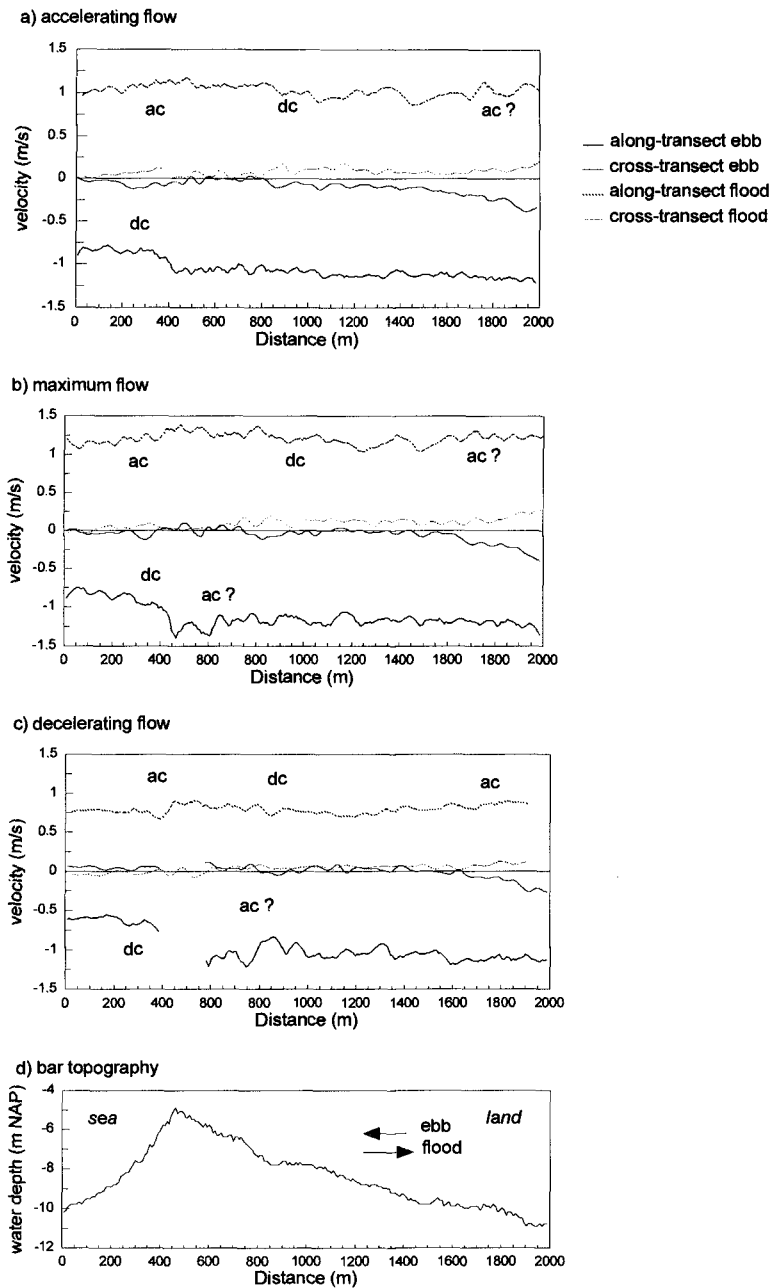 a) accelerating flow
1.5
1
0.5
0
-0.5
-1
-1.5
velocity (m/s)
ac
dc
ac ?
dc
0 200 400 600 800 1000 1200 1400 1600 1800 2000
Distance (m)
along-transect ebb
cross-transect ebb
along-transect flood
cross-transect flood
b) maximum flow
1.5
1
0.5
0
-0.5
-1
-1.5
velocity (m/s)
ac
dc
ac ?
dc
ac ?
0 200 400 600 800 1000 1200 1400 1600 1800 2000
Distance (m)
c) decelerating flow
1.5
1
0.5
0
-0.5
-1
-1.5
velocity (m/s)
ac
dc
ac
ac ?
dc
0 200 400 600 800 1000 1200 1400 1600 1800 2000
Distance (m)
d) bar topography
-4
-6
-8
-10
-12
water depth (m NAP)
sea
ebb
flood
land
0 200 400 600 800 1000 1200 1400 1600 1800 2000
Distance (m)